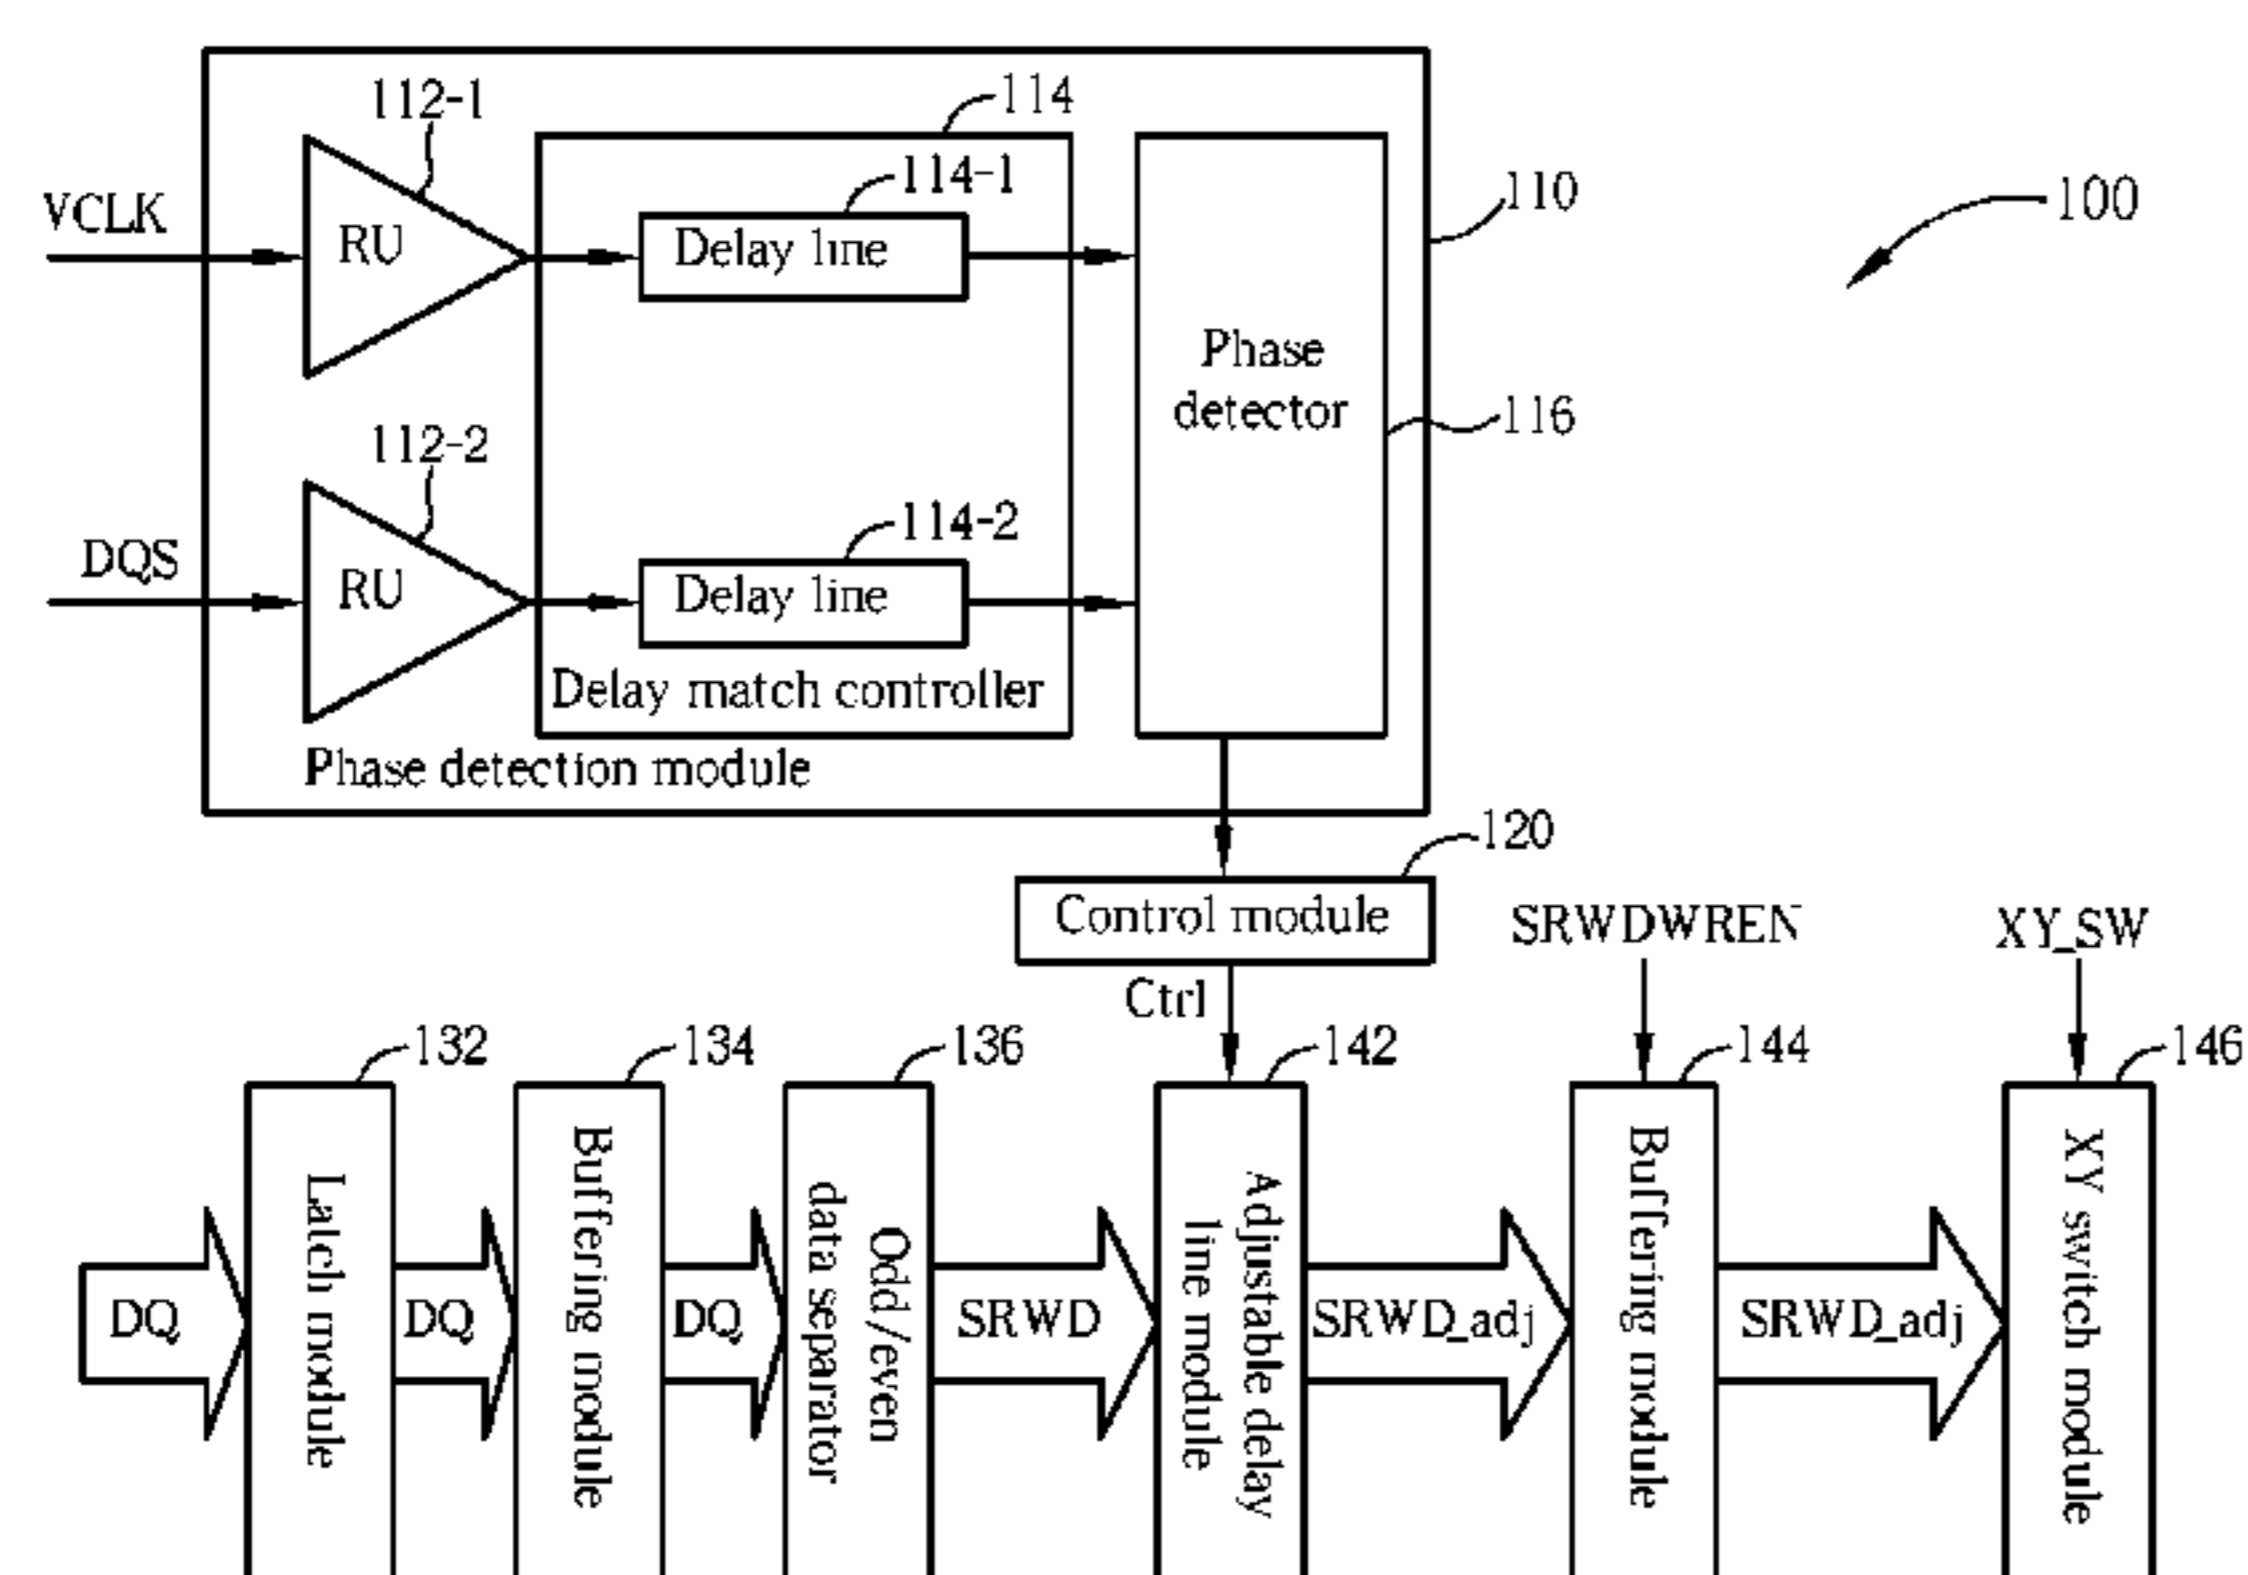 112-1
114
114-1
VCLK
RU
Delay line
110
100
Phase
detector
116
112-2
114-2
DQS
RU
Delay line
Delay match controller
Phase detection module
120
Control module
SRWDWREN
XY_SW
Ctrl
132
134
136
142
144
146
DQ
Latch module
DQ
Buffering module
DQ
Odd/even
data separator
SRWD
Adjustable delay
line module
SRWD_adj
Buffering module
SRWD_adj
XY switch module